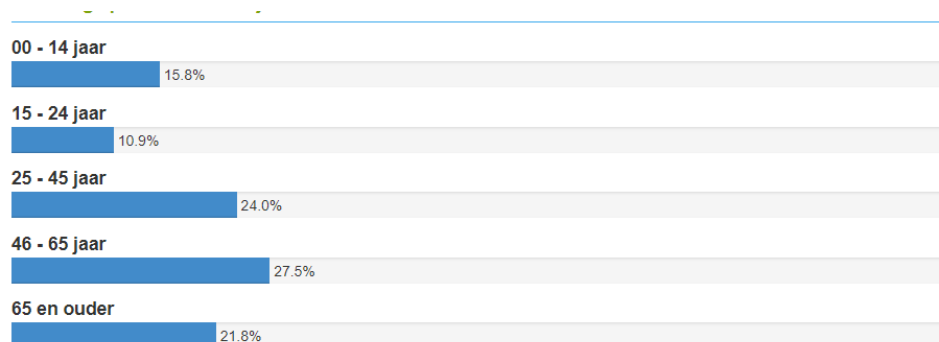 00 - 14 jaar
15.8%
15 - 24 jaar
10.9%
25 - 45 jaar
24.0%
46 - 65 jaar
27.5%
65 en ouder
21.8%